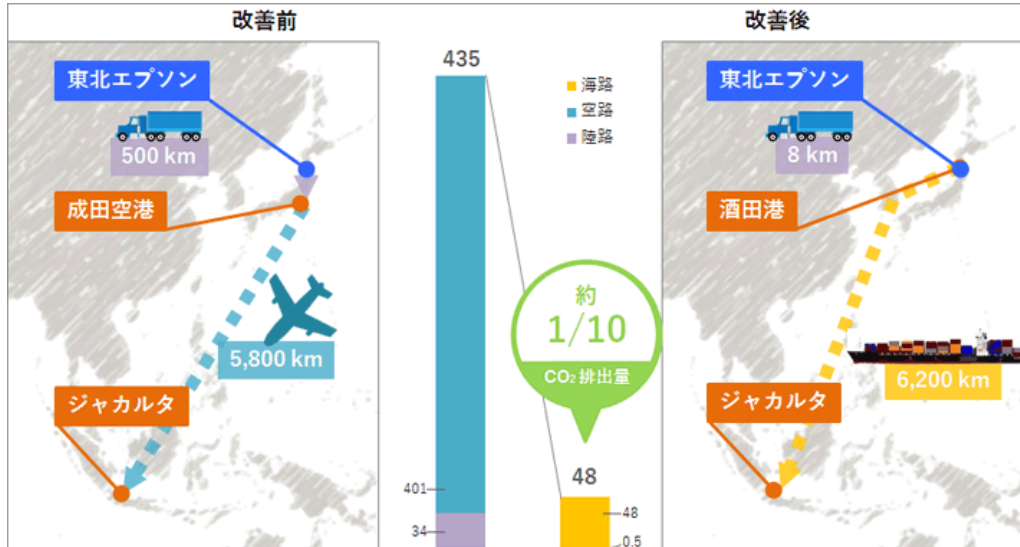 改善前
東北エプソン
500 km
成田空港
5,800 km
ジャカルタ
435
401
34
海路
空路
陸路
約
1/10
CO₂排出量
48
48
0.5
改善後
東北エプソン
8 km
酒田港
6,200 km
ジャカルタ